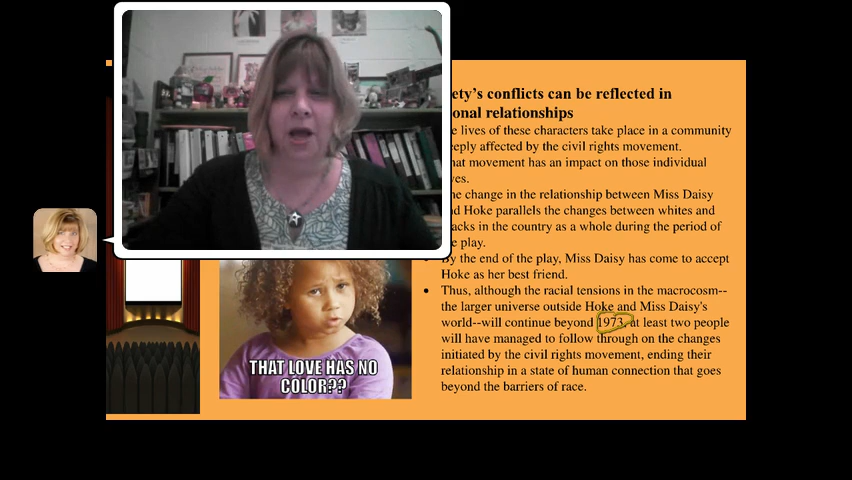 ety's conflicts can be reflected in
onal relationships
e lives of these characters take place in a community
eeply affected by the civil rights movement.
hat movement has an impact on those individual
ves.
he change in the relationship between Miss Daisy
nd Hoke parallels the changes between whites and
acks in the country as a whole during the period of
e play.
By the end of the play, Miss Daisy has come to accept
Hoke as her best friend.
• Thus, although the racial tensions in the macrocosm--
the larger universe outside Hoke and Miss Daisy's
world--will continue beyond 1973, at least two people
will have managed to follow through on the changes
initiated by the civil rights movement, ending their
relationship in a state of human connection that goes
beyond the barriers of race.
THAT LOVE HAS NO
COLOR??